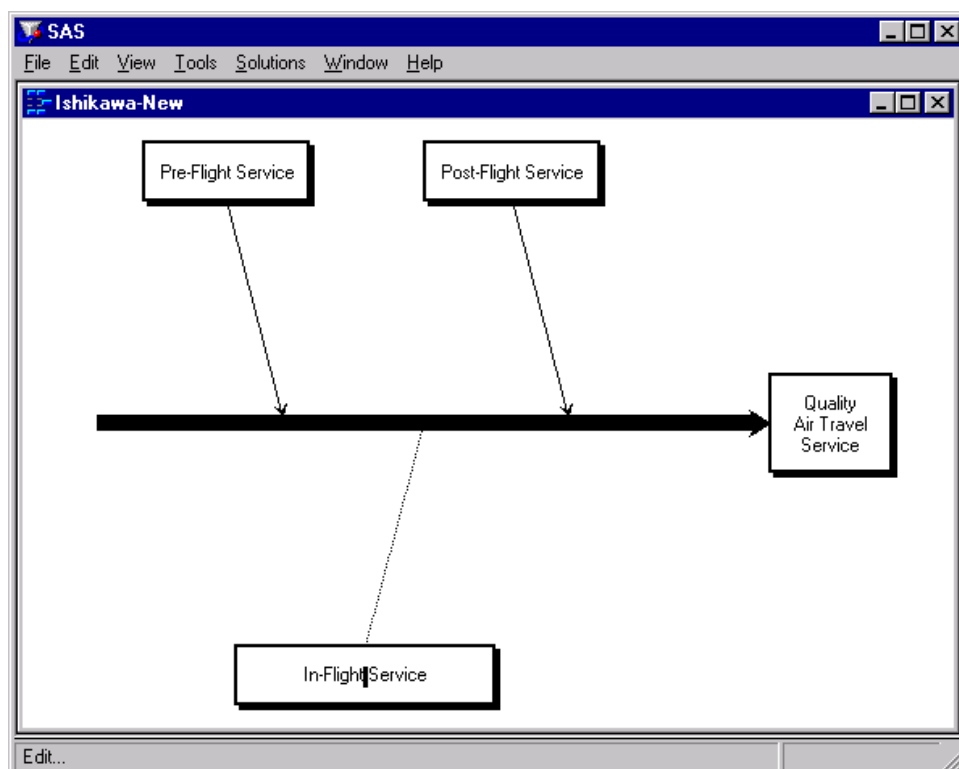 SAS
File Edit View Tools Solutions Window Help
Ishikawa-New
Pre-Flight Service
Post-Flight Service
Quality
Air Travel
Service
In-Flight Service
Edit...